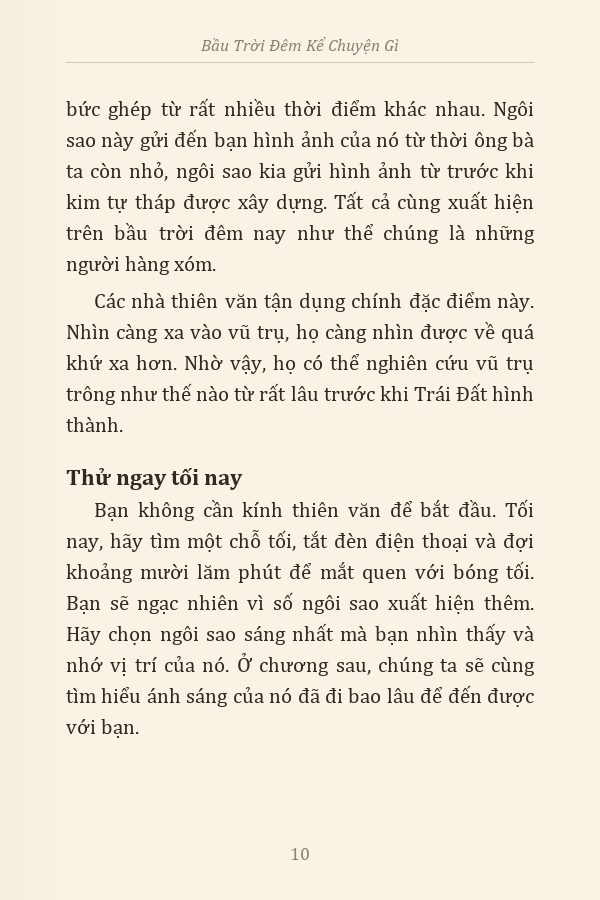 Bầu Trời Đêm Kể Chuyện Gì
bức ghép từ rất nhiều thời điểm khác nhau. Ngôi
sao này gửi đến bạn hình ảnh của nó từ thời ông bà
ta còn nhỏ, ngôi sao kia gửi hình ảnh từ trước khi
kim tự tháp được xây dựng. Tất cả cùng xuất hiện
trên bầu trời đêm nay như thể chúng là những
người hàng xóm.
Các nhà thiên văn tận dụng chính đặc điểm này.
Nhìn càng xa vào vũ trụ, họ càng nhìn được về quá
khứ xa hơn. Nhờ vậy, họ có thể nghiên cứu vũ trụ
trông như thế nào từ rất lâu trước khi Trái Đất hình
thành.
Thử ngay tối nay
Bạn không cần kính thiên văn để bắt đầu. Tối
nay, hãy tìm một chỗ tối, tắt đèn điện thoại và đợi
khoảng mười lăm phút để mắt quen với bóng tối.
Bạn sẽ ngạc nhiên vì số ngôi sao xuất hiện thêm.
Hãy chọn ngôi sao sáng nhất mà bạn nhìn thấy và
nhớ vị trí của nó. Ở chương sau, chúng ta sẽ cùng
tìm hiểu ánh sáng của nó đã đi bao lâu để đến được
với bạn.
10